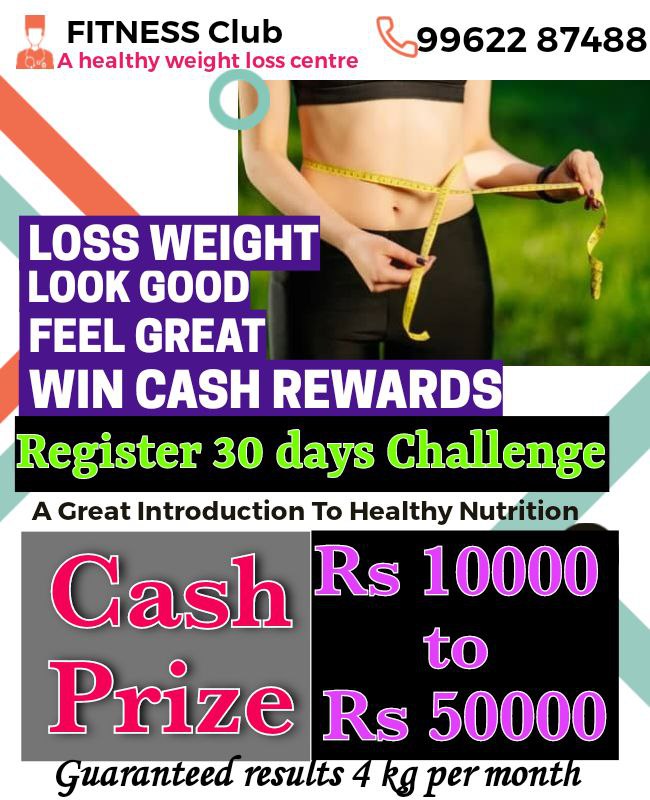 FITNESS Club
A healthy weight loss centre
99622 87488
LOSS WEIGHT
LOOK GOOD
FEEL GREAT
WIN CASH REWARDS
Register 30 days Challenge
A Great Introduction To Healthy Nutrition
Cash
Prize
Rs 10000
to
Rs 50000
Guaranteed results 4 kg per month